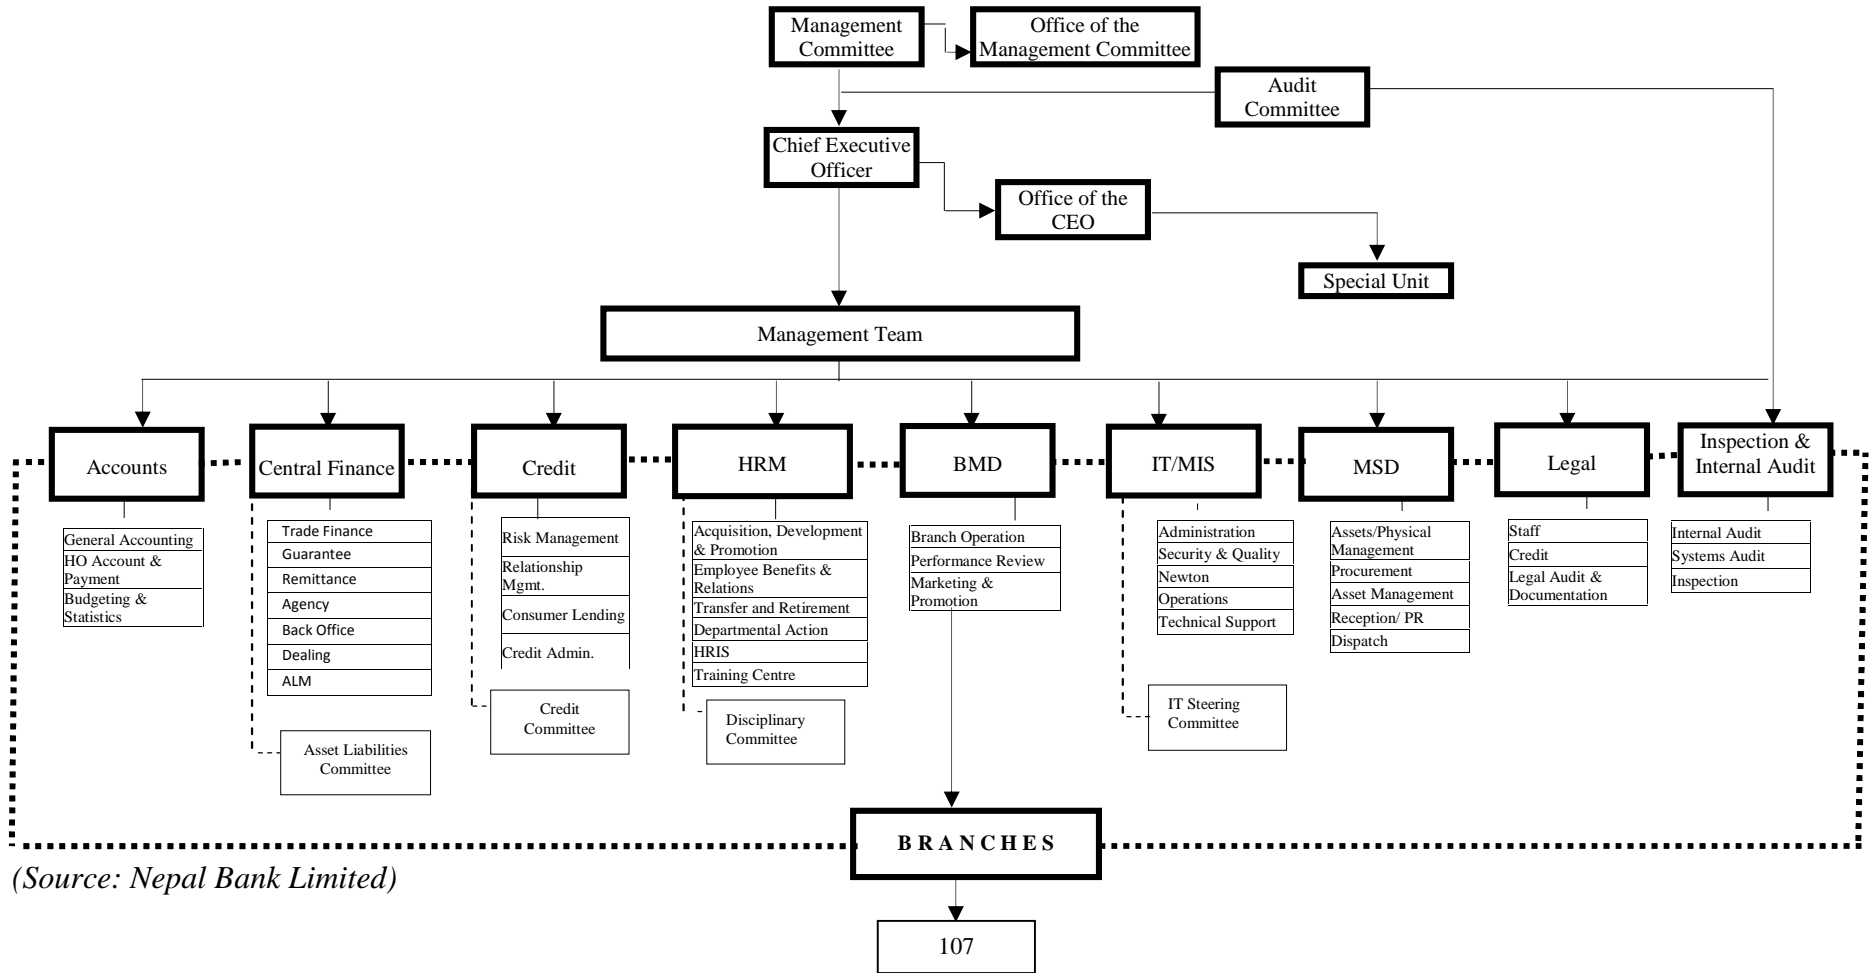 Management
Committee
Office of the
Management Committee
Audit
Committee
Chief Executive
Officer
Office of the
CEO
Special Unit
Management Team
Accounts
Central Finance
Credit
HRM
BMD
IT/MIS
MSD
Legal
Inspection &
Internal Audit
General Accounting
HO Account &
Payment
Budgeting &
Statistics
Trade Finance
Guarantee
Remittance
Agency
Back Office
Dealing
ALM
Risk Management
Relationship
Mgmt.
Consumer Lending
Credit Admin.
Acquisition, Development
& Promotion
Employee Benefits &
Relations
Transfer and Retirement
Departmental Action
HRIS
Training Centre
Branch Operation
Performance Review
Marketing &
Promotion
Administration
Security & Quality
Newton
Operations
Technical Support
Assets/Physical
Management
Procurement
Asset Management
Reception/ PR
Dispatch
Staff
Credit
Legal Audit &
Documentation
Internal Audit
Systems Audit
Inspection
Asset Liabilities
Committee
Credit
Committee
Disciplinary
Committee
IT Steering
Committee
BRANCHES
(Source: Nepal Bank Limited)
107